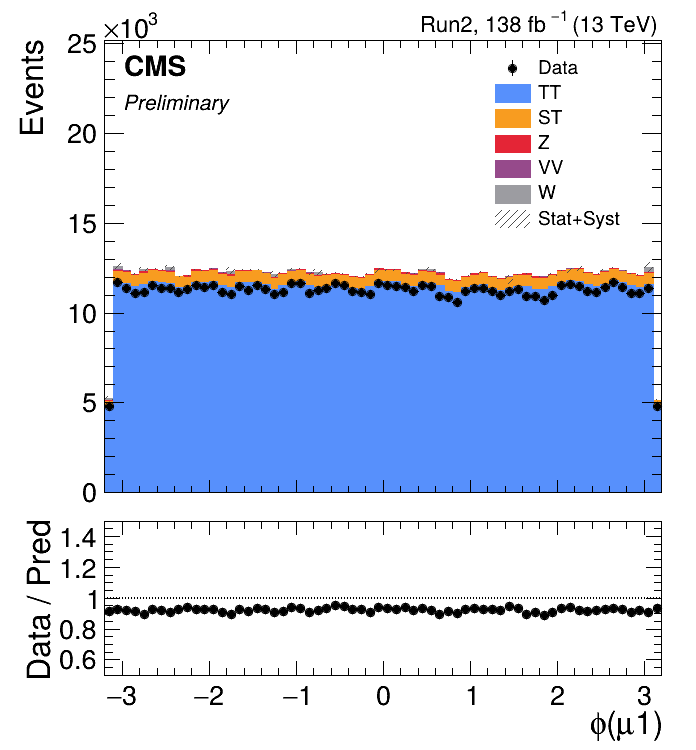 ×10³
Run2, 138 fb⁻¹ (13 TeV)
Events
25
20
15
10
5
0
CMS
Preliminary
Data
TT
ST
Z
VV
W
Stat+Syst
Data / Pred
1.4
1.2
1
0.8
0.6
−3 −2 −1 0 1 2 3
ϕ(μ1)